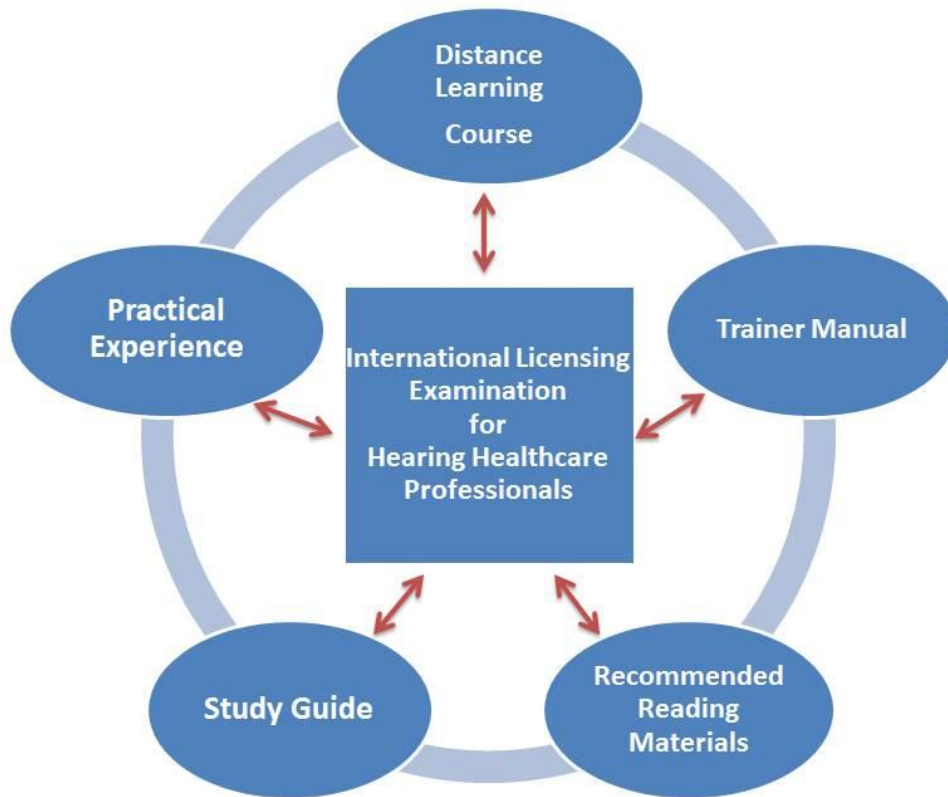 Distance
Learning
Course
Practical
Experience
Trainer Manual
International Licensing
Examination
for
Hearing Healthcare
Professionals
Study Guide
Recommended
Reading
Materials